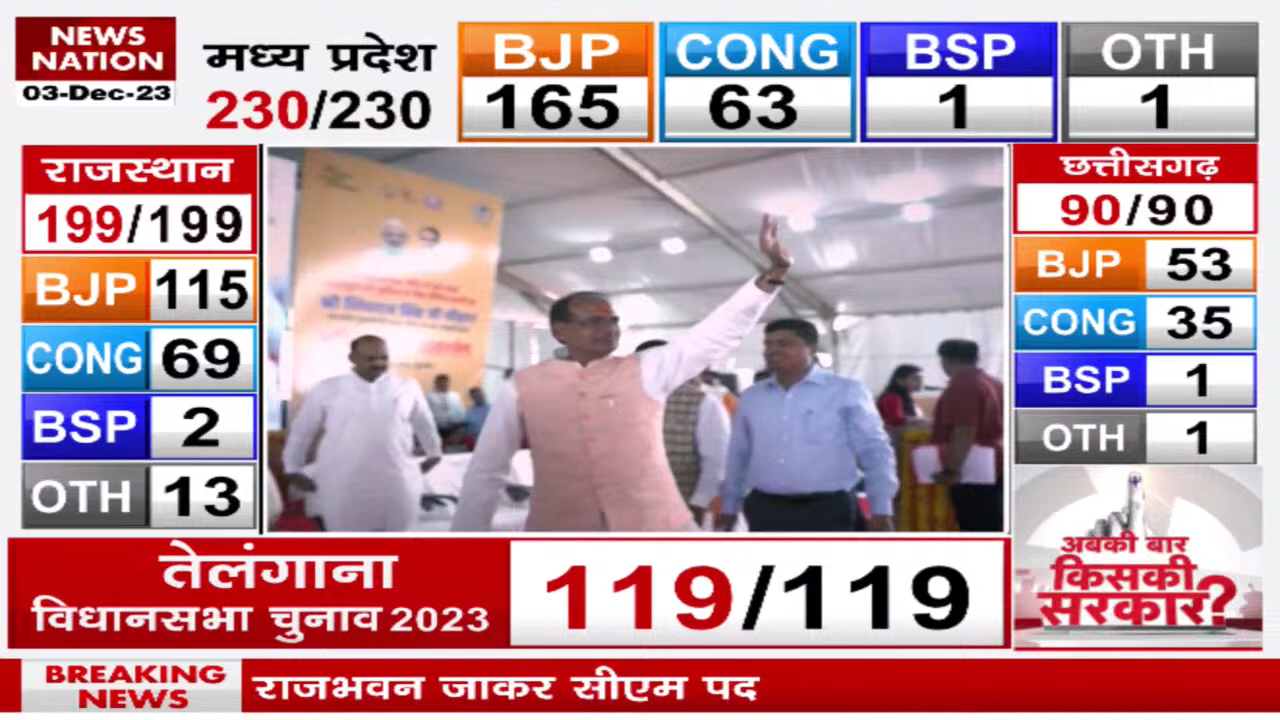 NEWS
NATION
03-Dec-23
मध्य प्रदेश
230/230
BJP CONG BSP OTH
165 63 1 1
राजस्थान
199/199
BJP 115
CONG 69
BSP 2
OTH 13
छत्तीसगढ़
90/90
BJP 53
CONG 35
BSP 1
OTH 1
अबकी बार
किसकी
सरकार?
तेलंगाना
विधानसभा चुनाव 2023
119/119
BREAKING
NEWS
राजभवन जाकर सीएम पद